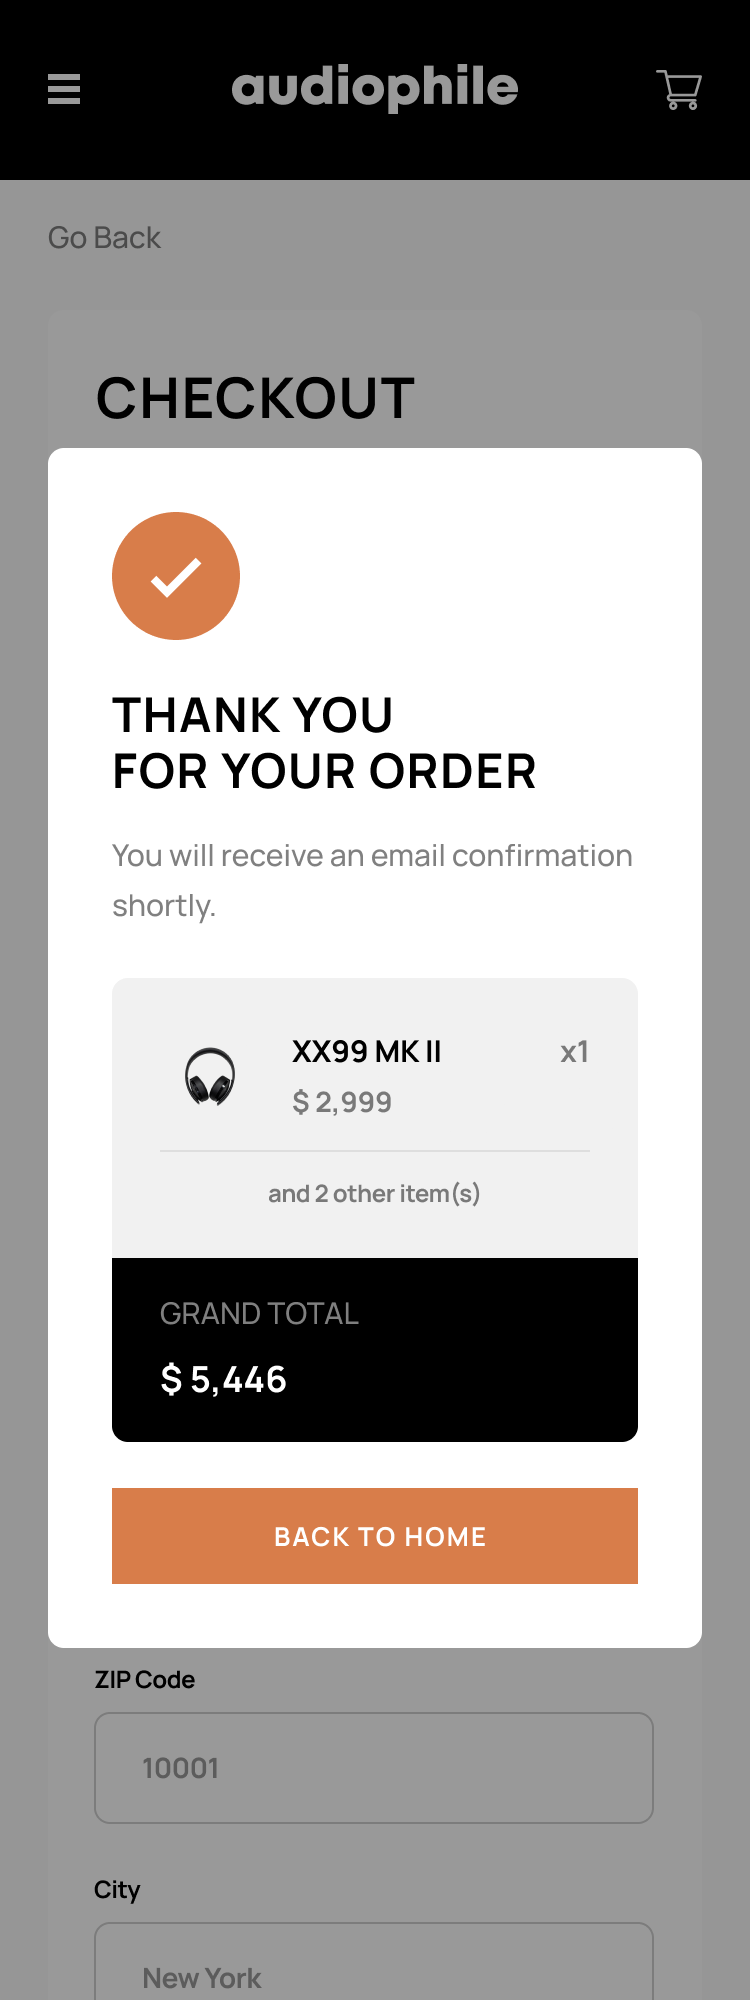 audiophile
Go Back
CHECKOUT
THANK YOU
FOR YOUR ORDER
You will receive an email confirmation
shortly.
XX99 MK II x1
$ 2,999
and 2 other item(s)
GRAND TOTAL
$ 5,446
BACK TO HOME
ZIP Code
10001
City
New York